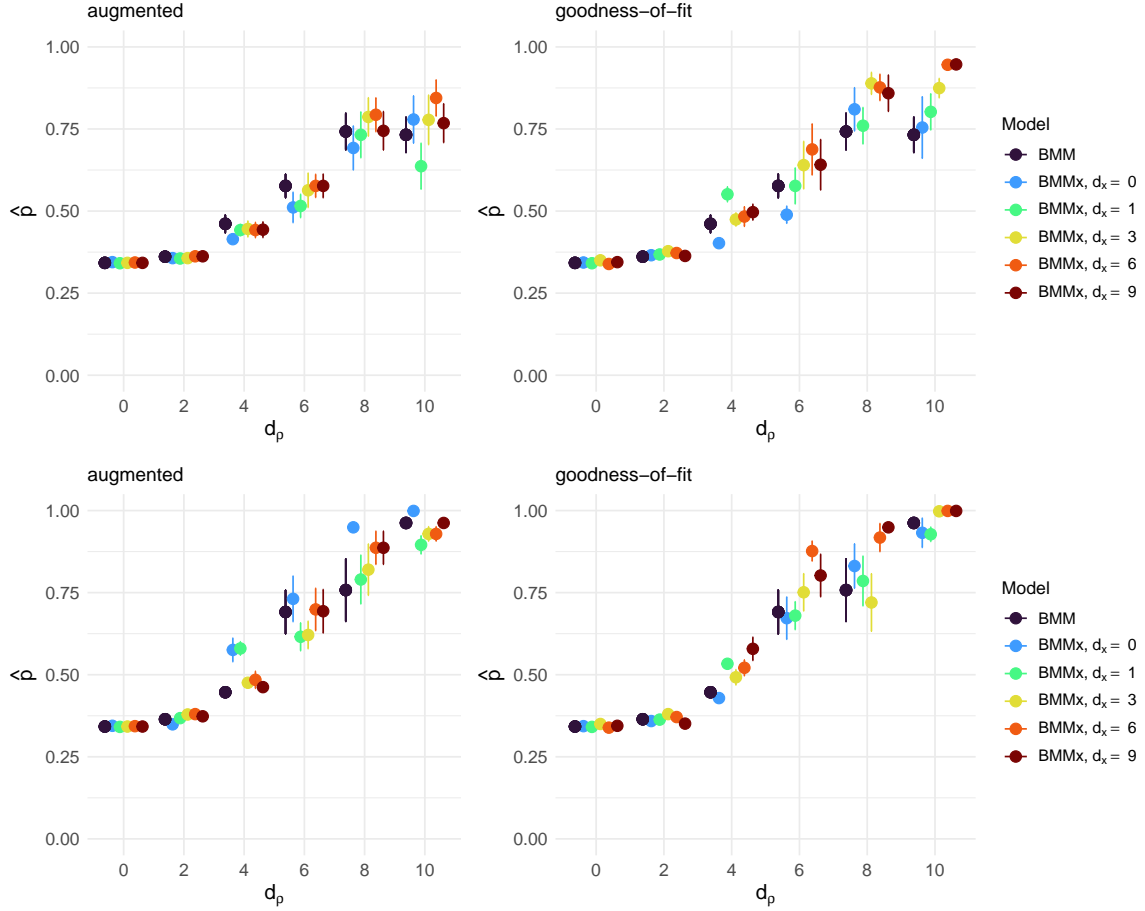 augmented
goodness−of−fit
1.00
0.75
0.50
0.25
0.00
p̂
0 2 4 6 8 10
dρ
1.00
0.75
0.50
0.25
0.00
p̂
0 2 4 6 8 10
dρ
Model
BMM
BMMx, dx = 0
BMMx, dx = 1
BMMx, dx = 3
BMMx, dx = 6
BMMx, dx = 9
augmented
goodness−of−fit
1.00
0.75
0.50
0.25
0.00
p̂
0 2 4 6 8 10
dρ
1.00
0.75
0.50
0.25
0.00
p̂
0 2 4 6 8 10
dρ
Model
BMM
BMMx, dx = 0
BMMx, dx = 1
BMMx, dx = 3
BMMx, dx = 6
BMMx, dx = 9